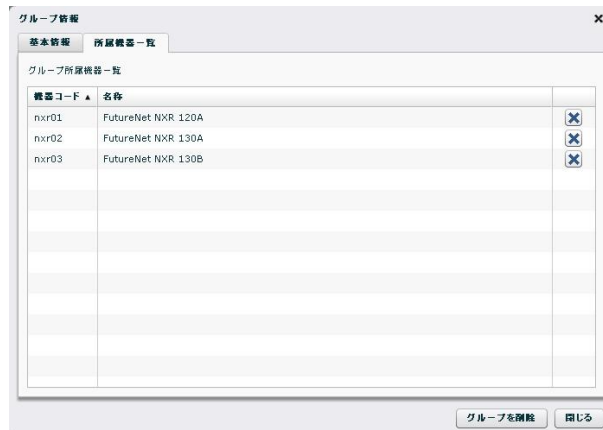 グループ情報
基本情報 所属機器一覧
グループ所属機器一覧
機器コード ▲ 名称
nxr01 FutureNet NXR 120A
nxr02 FutureNet NXR 130A
nxr03 FutureNet NXR 130B
グループを削除 閉じる